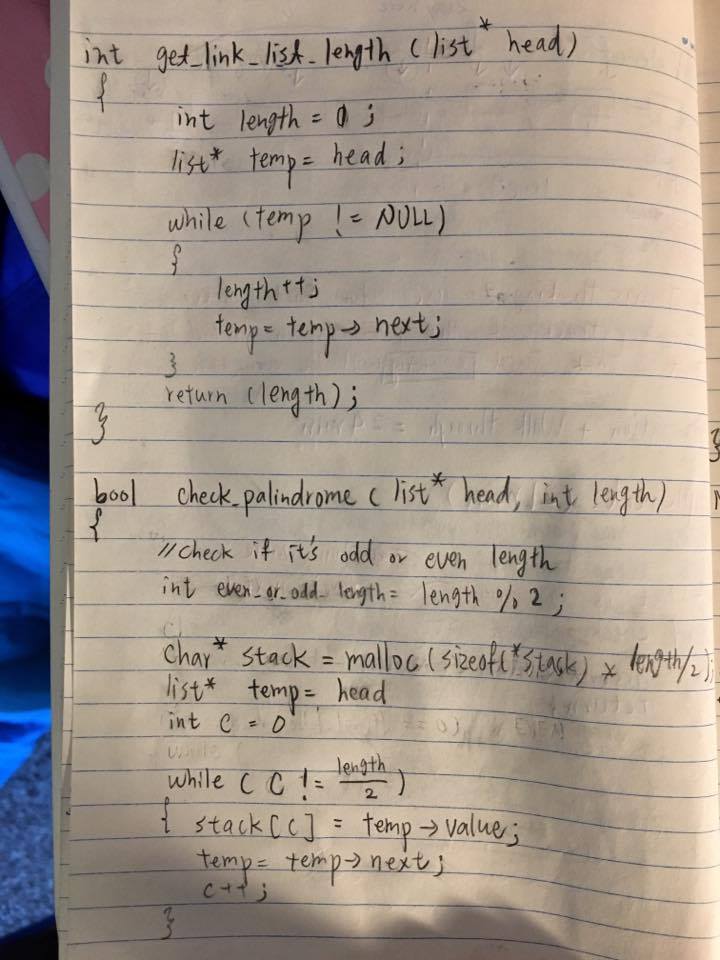 int get_link_list_length (list* head)
{
int length = 0;
list* temp = head;
while (temp != NULL)
{
length++;
temp = temp→next;
}
return (length);
}
bool check_palindrome (list* head, int length)
{
//check if it's odd or even length
int even_or_odd_length = length % 2;
char* stack = malloc(sizeof(*stack) * length/2);
list* temp = head
int c = 0
while (c != length/2)
{ stack[c] = temp→value;
temp = temp→next;
c++;
}